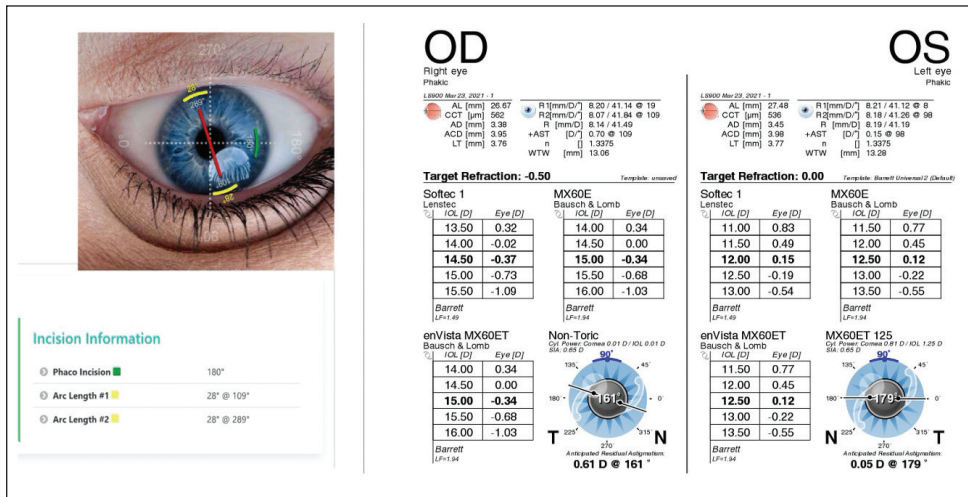 270°
28°
289°
0
180°
180°
109°
28°
90°
Incision Information
Phaco Incision 180°
Arc Length #1 28° @ 109°
Arc Length #2 28° @ 289°
OD
Right eye
Phakic
LS900 Mar 23, 2021 - 1
AL [mm] 26.67
CCT [µm] 562
AD [mm] 3.38
ACD [mm] 3.95
LT [mm] 3.76
R1[mm/D/°] 8.20 / 41.14 @ 19
R2[mm/D/°] 8.07 / 41.84 @ 109
R [mm/D] 8.14 / 41.49
+AST [D/°] 0.70 @ 109
n [] 1.3375
WTW [mm] 13.06
Target Refraction: -0.50 Template: unsaved
Softec 1
Lenstec
IOL [D] Eye [D]
13.50 0.32
14.00 -0.02
14.50 -0.37
15.00 -0.73
15.50 -1.09
Barrett
LF=1.49
MX60E
Bausch & Lomb
IOL [D] Eye [D]
14.00 0.34
14.50 0.00
15.00 -0.34
15.50 -0.68
16.00 -1.03
Barrett
LF=1.94
enVista MX60ET
Bausch & Lomb
IOL [D] Eye [D]
14.00 0.34
14.50 0.00
15.00 -0.34
15.50 -0.68
16.00 -1.03
Barrett
LF=1.94
Non-Toric
Cyl. Power: Cornea 0.01 D / IOL 0.01 D
SIA: 0.65 D
90°
135° 45°
180° 161° 0°
225° 315°
T 270° N
Anticipated Residual Astigmatism:
0.61 D @ 161 °
OS
Left eye
Phakic
LS900 Mar 23, 2021 - 1
AL [mm] 27.48
CCT [µm] 536
AD [mm] 3.45
ACD [mm] 3.98
LT [mm] 3.77
R1[mm/D/°] 8.21 / 41.12 @ 8
R2[mm/D/°] 8.18 / 41.26 @ 98
R [mm/D] 8.19 / 41.19
+AST [D/°] 0.15 @ 98
n [] 1.3375
WTW [mm] 13.28
Target Refraction: 0.00 Template: Barrett Universal 2 (Default)
Softec 1
Lenstec
IOL [D] Eye [D]
11.00 0.83
11.50 0.49
12.00 0.15
12.50 -0.19
13.00 -0.54
Barrett
LF=1.49
MX60E
Bausch & Lomb
IOL [D] Eye [D]
11.50 0.77
12.00 0.45
12.50 0.12
13.00 -0.22
13.50 -0.55
Barrett
LF=1.94
enVista MX60ET
Bausch & Lomb
IOL [D] Eye [D]
11.50 0.77
12.00 0.45
12.50 0.12
13.00 -0.22
13.50 -0.55
Barrett
LF=1.94
MX60ET 125
Cyl. Power: Cornea 0.81 D / IOL 1.25 D
SIA: 0.65 D
90°
135° 45°
180° 179° 0°
225° 315°
N 270° T
Anticipated Residual Astigmatism:
0.05 D @ 179 °